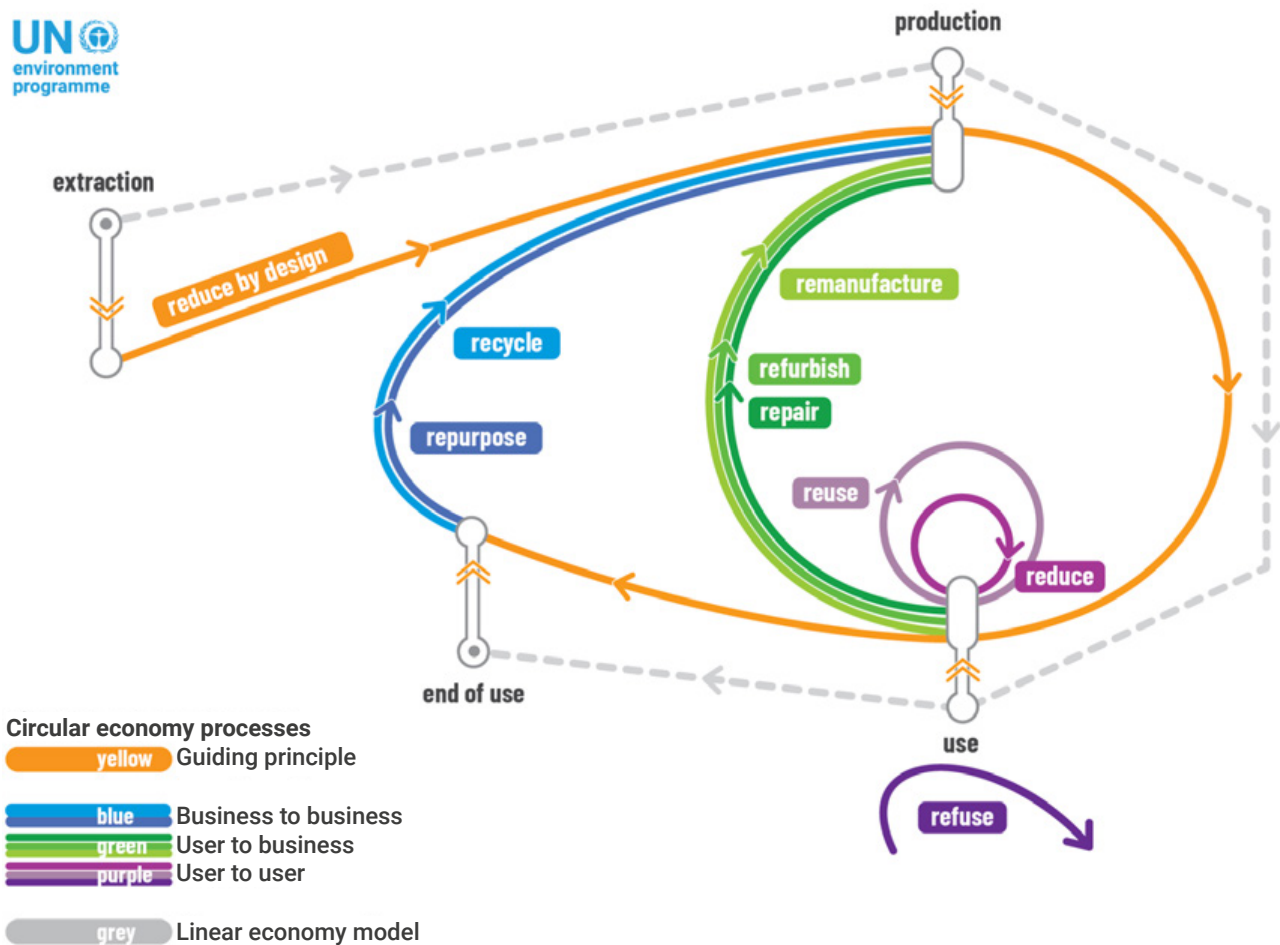 UN
environment
programme
production
extraction
reduce by design
remanufacture
recycle
refurbish
repair
repurpose
reuse
reduce
end of use
use
refuse
Circular economy processes
yellow Guiding principle
blue Business to business
green User to business
purple User to user
grey Linear economy model